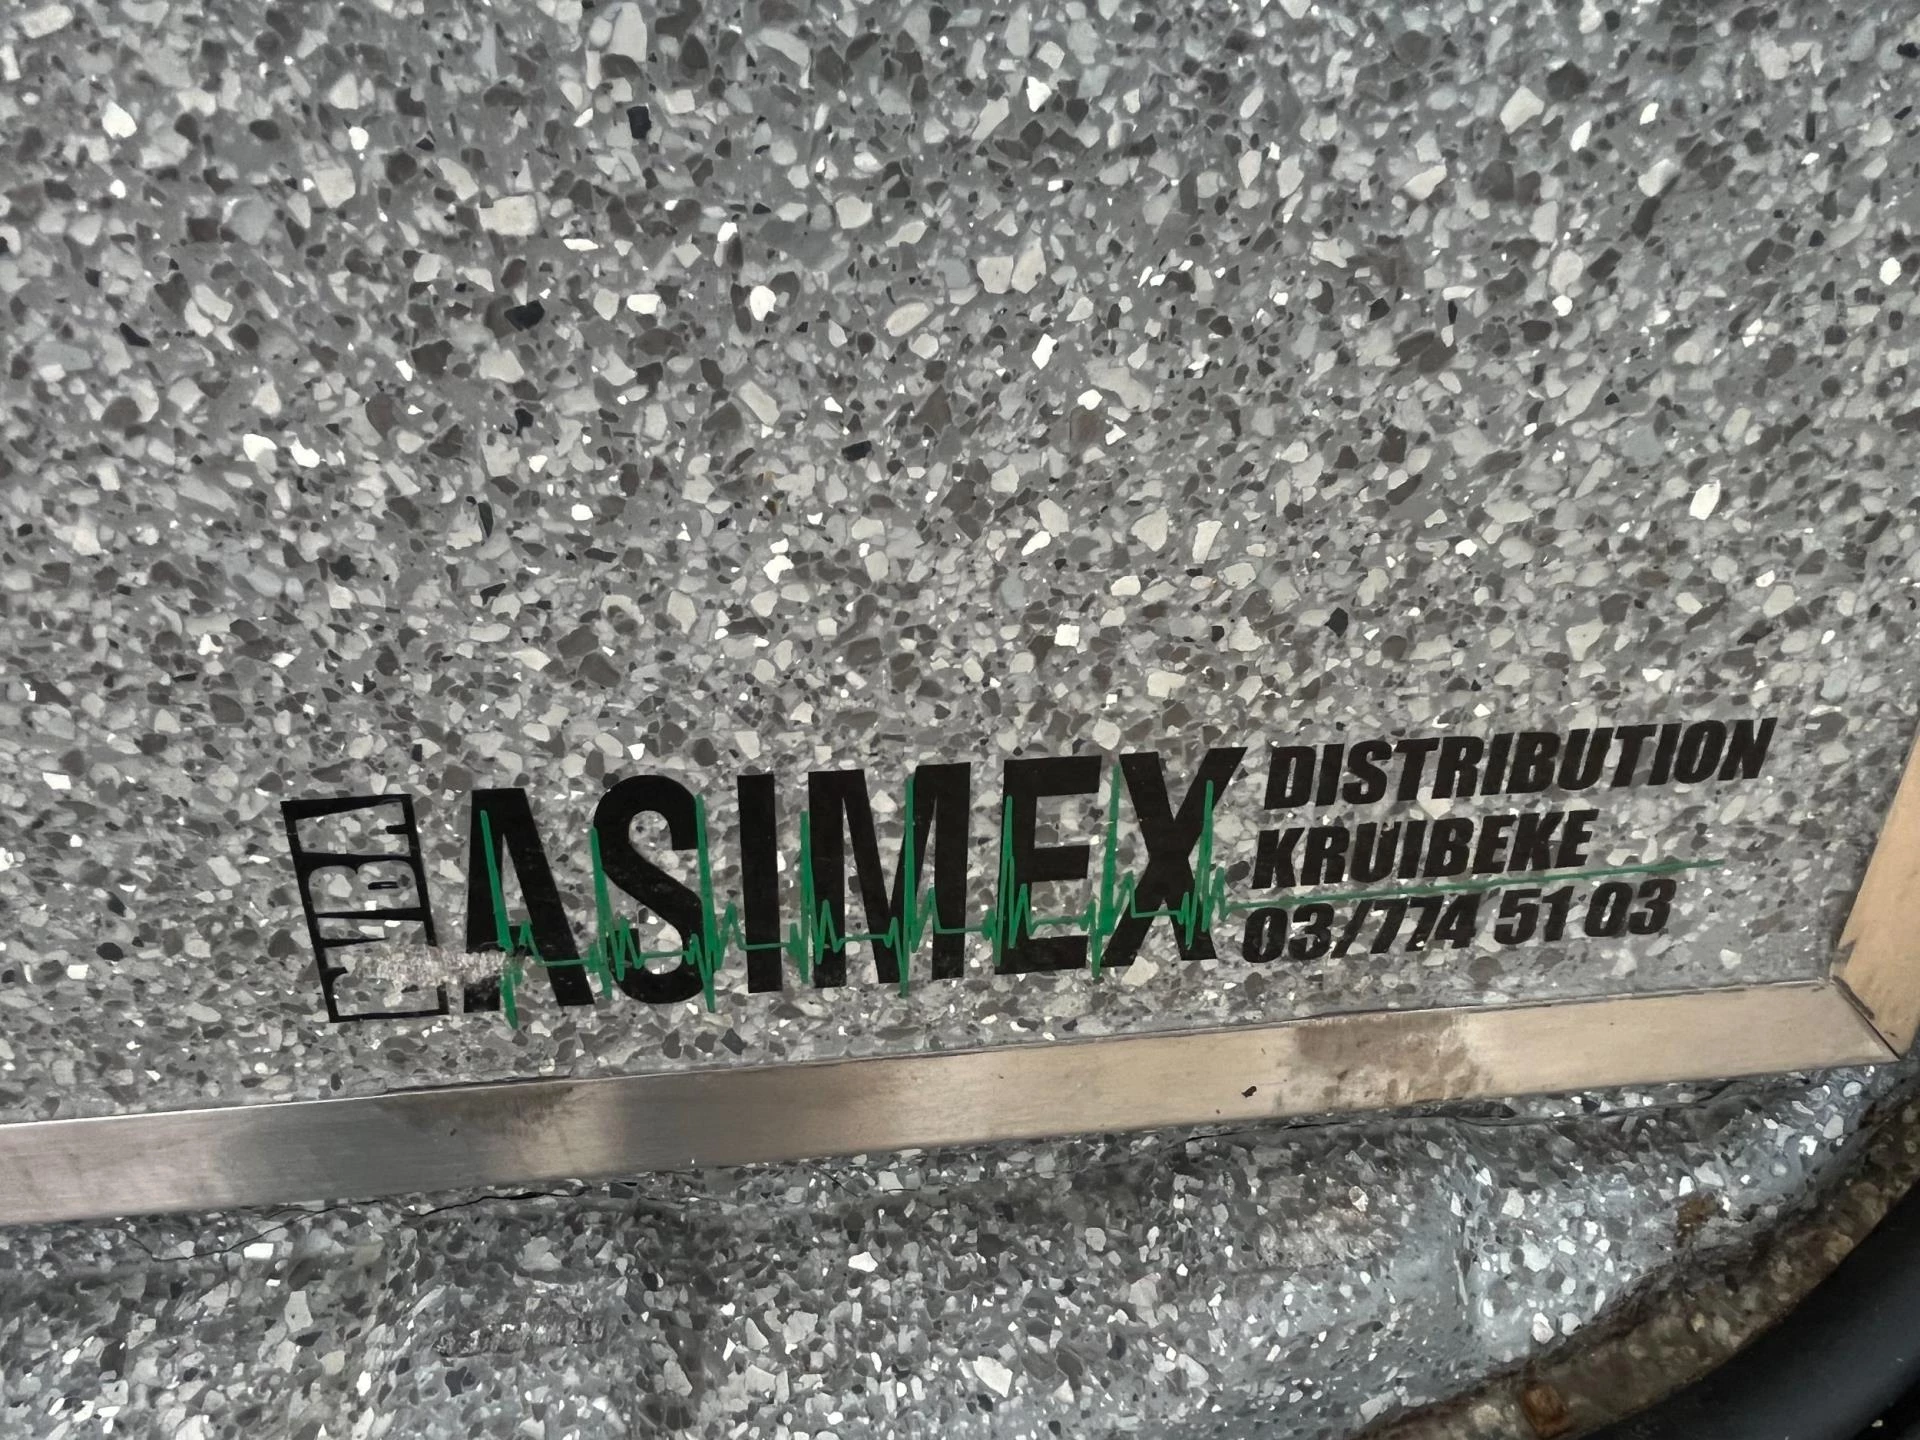 ASIMEX
DISTRIBUTION
KRUIBEKE
03/774 51 03